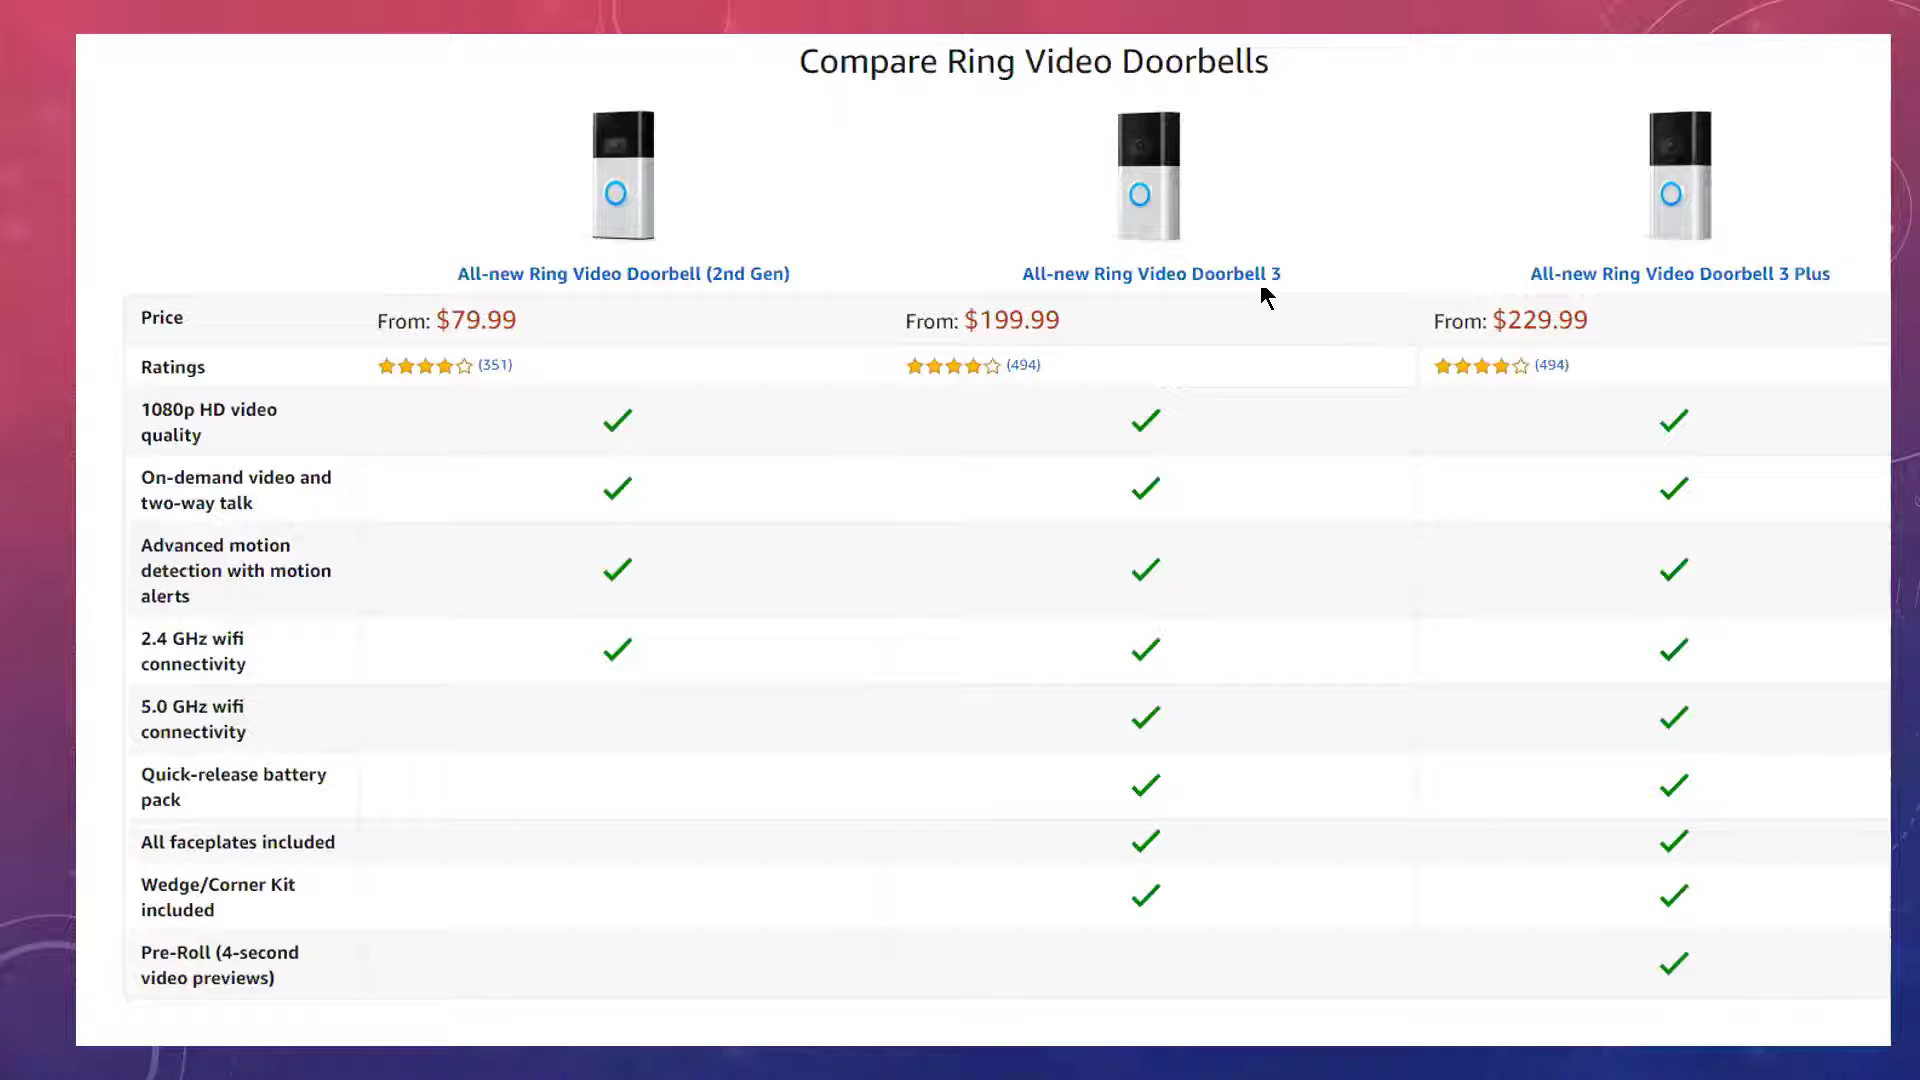 Compare Ring Video Doorbells
All-new Ring Video Doorbell (2nd Gen)
All-new Ring Video Doorbell 3
All-new Ring Video Doorbell 3 Plus
Price
From: $79.99
From: $199.99
From: $229.99
Ratings
(351)
(494)
(494)
1080p HD video
quality
On-demand video and
two-way talk
Advanced motion
detection with motion
alerts
2.4 GHz wifi
connectivity
5.0 GHz wifi
connectivity
Quick-release battery
pack
All faceplates included
Wedge/Corner Kit
included
Pre-Roll (4-second
video previews)